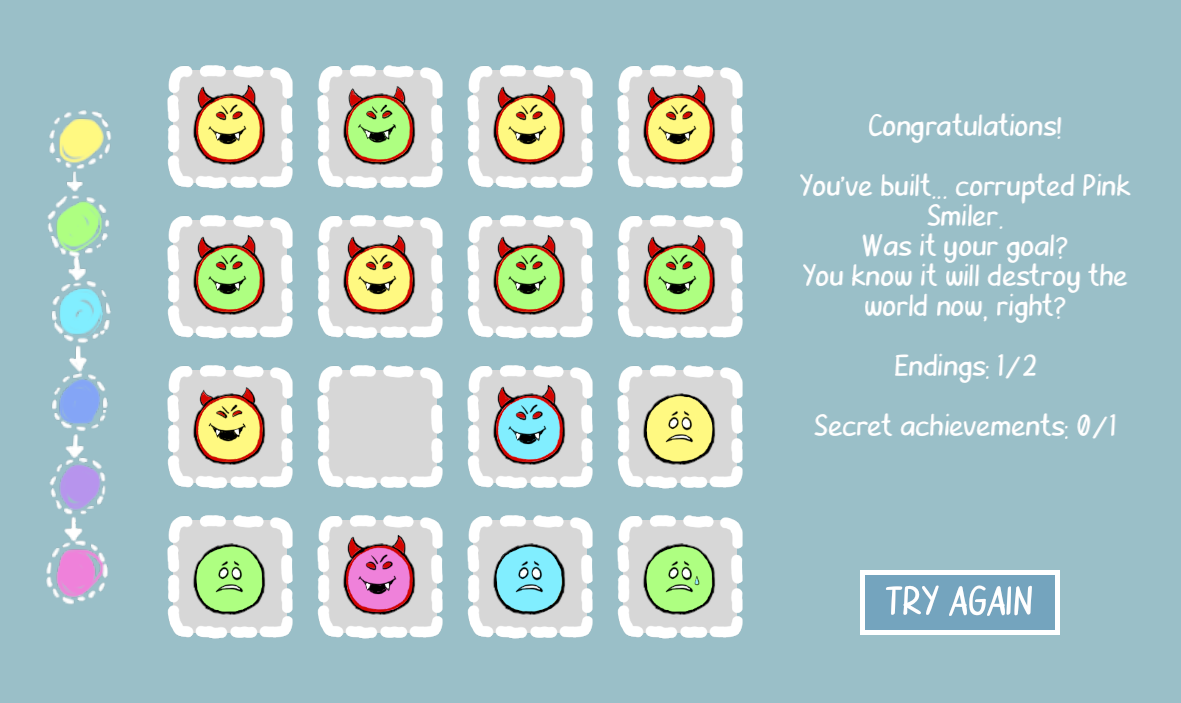 Congratulations!
You've built... corrupted Pink
Smiler.
Was it your goal?
You know it will destroy the
world now, right?
Endings: 1/2
Secret achievements: 0/1
TRY AGAIN